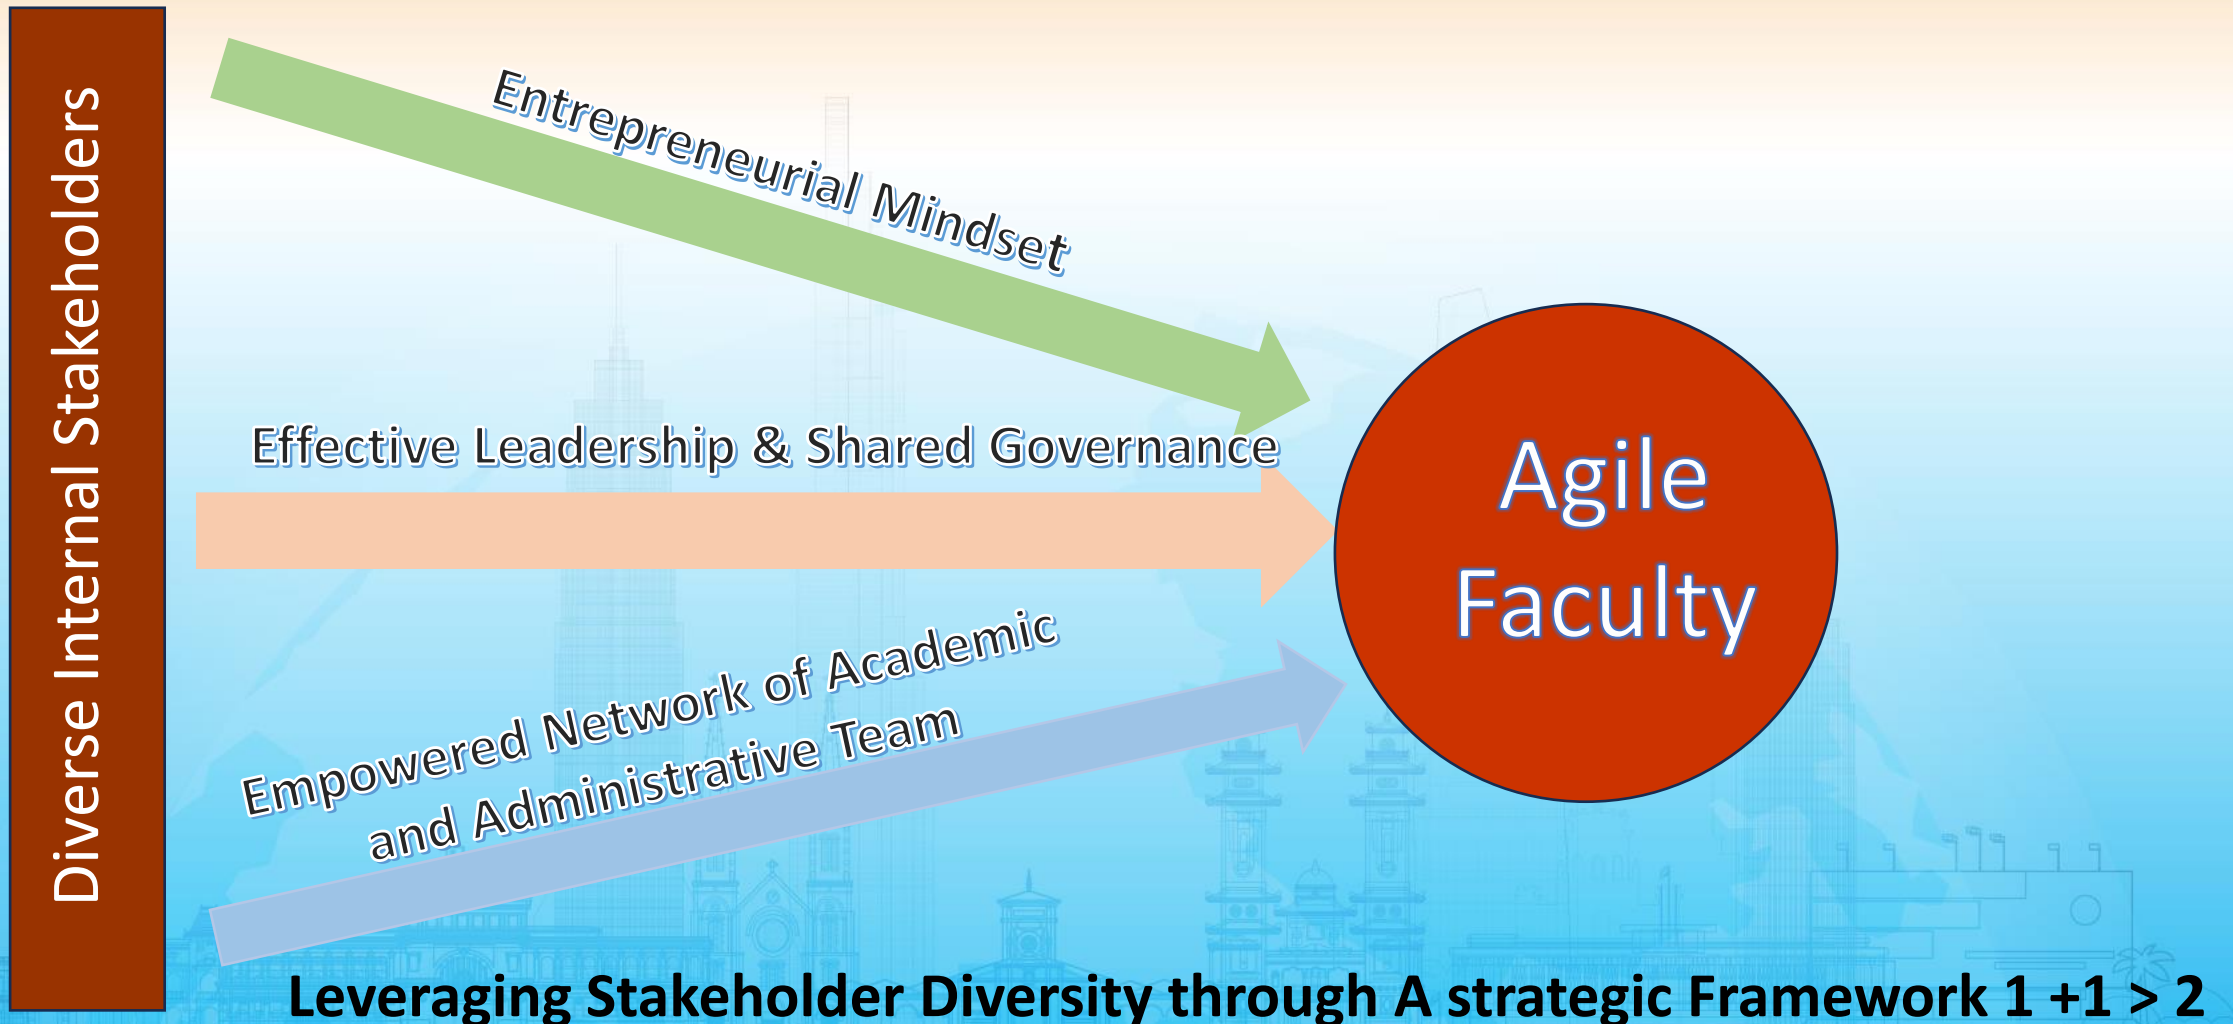 Diverse Internal Stakeholders
Entrepreneurial Mindset
Effective Leadership & Shared Governance
Empowered Network of Academic
and Administrative Team
Agile
Faculty
Leveraging Stakeholder Diversity through A strategic Framework 1 +1 > 2